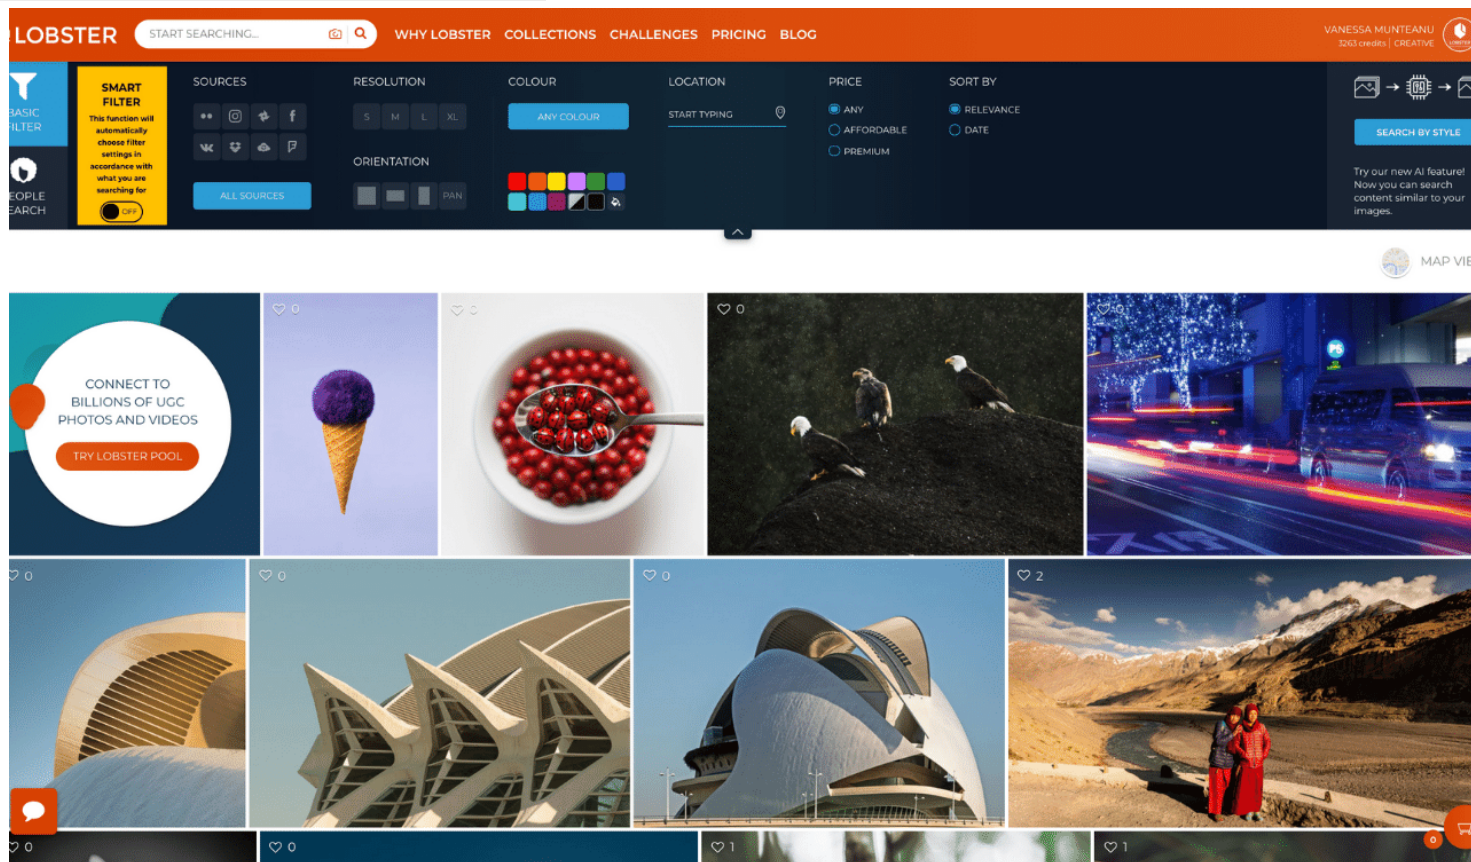 LOBSTER
START SEARCHING...
WHY LOBSTER
COLLECTIONS
CHALLENGES
PRICING
BLOG
VANESSA MUNTEANU
3263 credits | CREATIVE
BASIC
FILTER
PEOPLE
SEARCH
SMART
FILTER
This function will
automatically
choose filter
settings in
accordance with
what you are
searching for
OFF
SOURCES
ALL SOURCES
RESOLUTION
S
M
L
XL
ORIENTATION
PAN
COLOUR
ANY COLOUR
LOCATION
START TYPING
PRICE
ANY
AFFORDABLE
PREMIUM
SORT BY
RELEVANCE
DATE
SEARCH BY STYLE
Try our new AI feature!
Now you can search
content similar to your
images.
MAP VIE
CONNECT TO
BILLIONS OF UGC
PHOTOS AND VIDEOS
TRY LOBSTER POOL
0
0
0
0
0
0
0
2
0
0
1
1
0